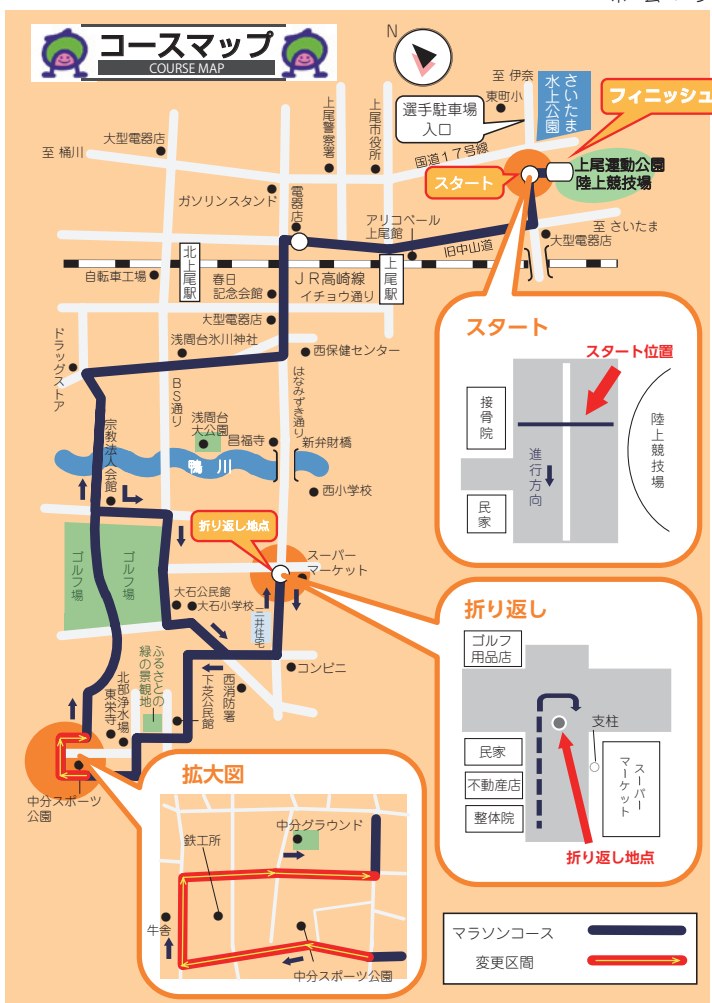 コースマップ
COURSE MAP
N
至 伊奈
東町小
さいたま
水上公園
フィニッシュ
選手駐車場
入口
上尾警察署
上尾市役所
国道17号線
大型電器店
至 桶川
ガソリンスタンド
電器店
スタート
上尾運動公園
陸上競技場
アリコベール
上尾館
旧中山道
至 さいたま
大型電器店
北上尾駅
自転車工場
春日
記念会館
JR高崎線
イチョウ通り
上尾駅
大型電器店
浅間台氷川神社
西保健センター
ドラッグストア
BS通り
はなみずき通り
浅間台
大公園
昌福寺
新弁財橋
宗教法人会館
鴨川
西小学校
折り返し地点
スーパー
マーケット
ゴルフ場
ゴルフ場
大石公民館
大石小学校
三井住宅
コンビニ
ふるさとの
緑の景観地
西消防署
下芝公民館
北部浄水場
東栄寺
中分スポーツ
公園
スタート
スタート位置
接骨院
進行方向
民家
陸上競技場
折り返し
ゴルフ
用品店
支柱
民家
不動産店
整体院
スーパー
マーケット
折り返し地点
拡大図
中分グラウンド
鉄工所
牛舎
中分スポーツ公園
マラソンコース
変更区間